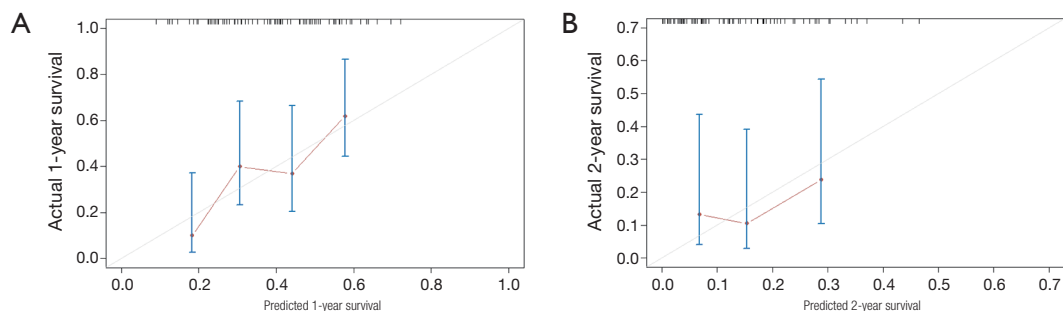 A
Actual 1-year survival
1.0
0.8
0.6
0.4
0.2
0.0
0.0 0.2 0.4 0.6 0.8 1.0
Predicted 1-year survival
B
Actual 2-year survival
0.7
0.6
0.5
0.4
0.3
0.2
0.1
0.0
0.0 0.1 0.2 0.3 0.4 0.5 0.6 0.7
Predicted 2-year survival